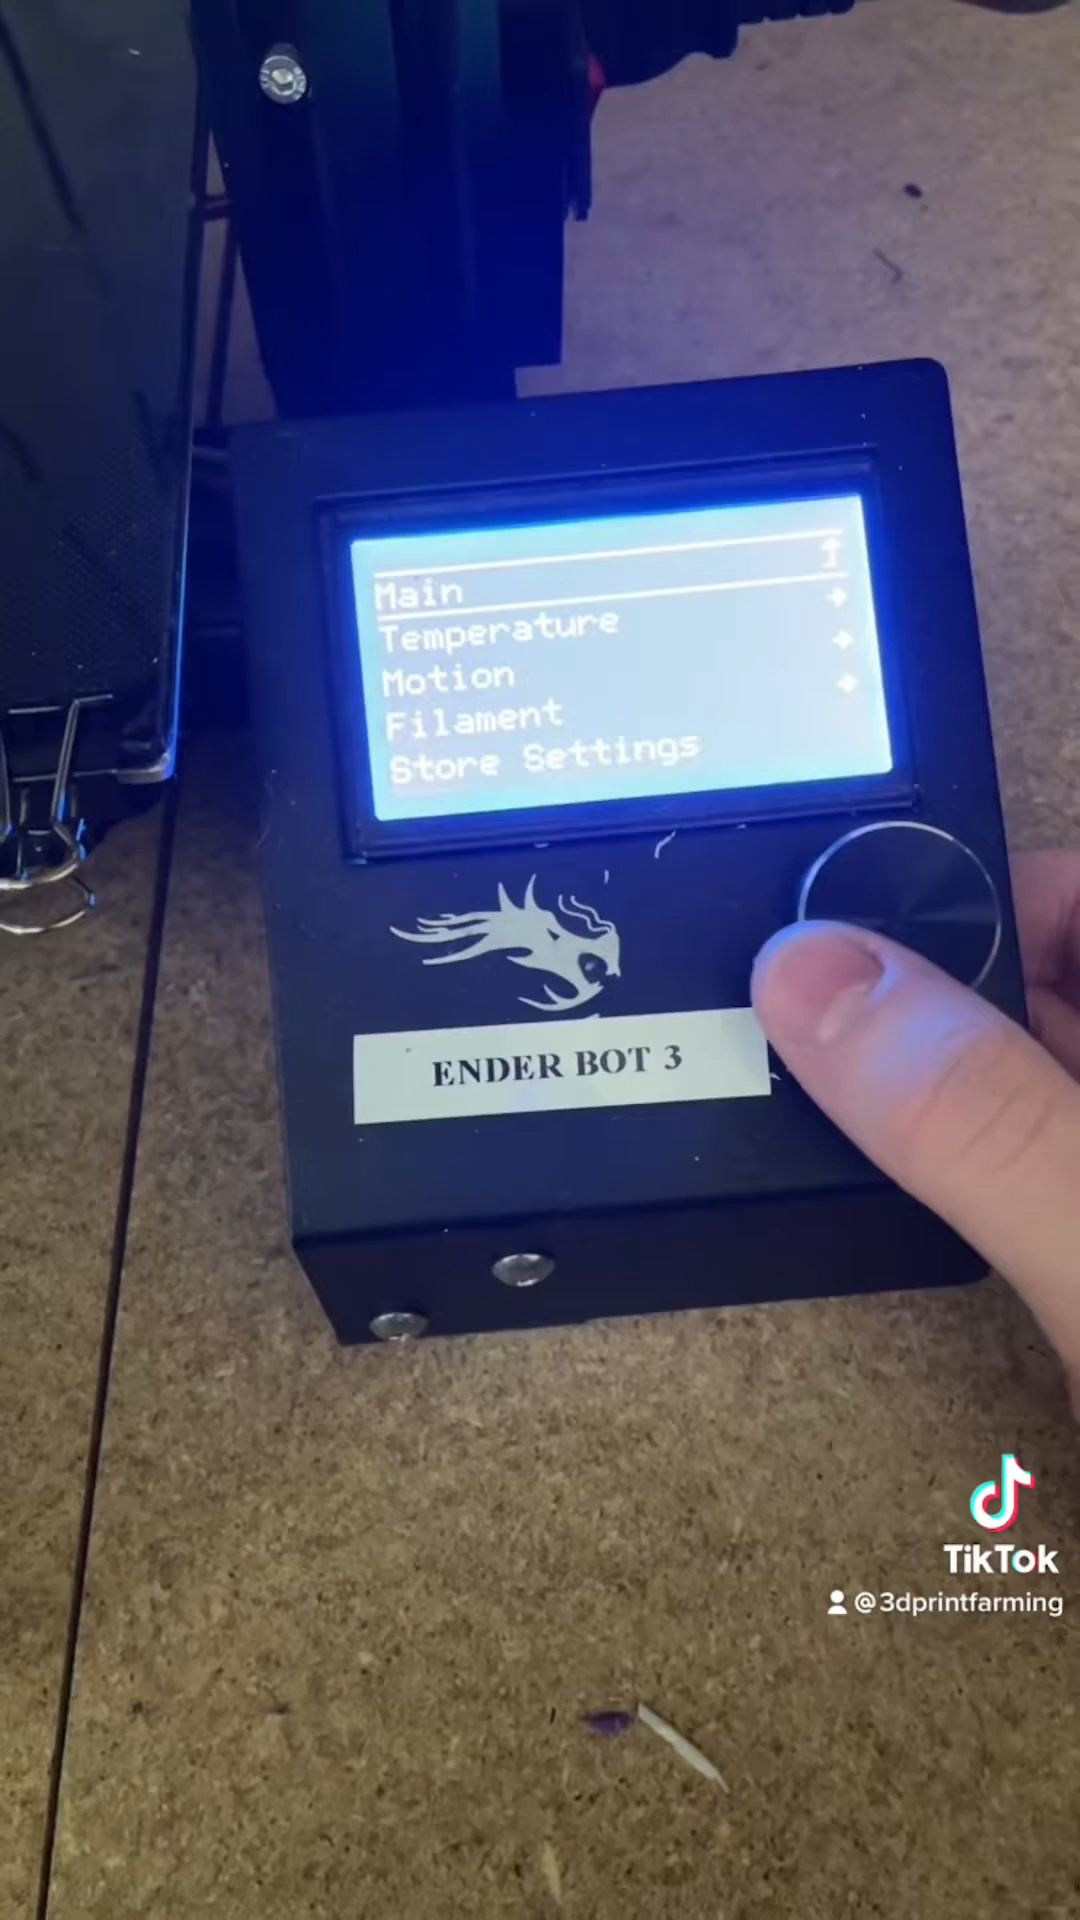 Main
Temperature
Motion
Filament
Store Settings
ENDER BOT 3
TikTok
@3dprintfarming